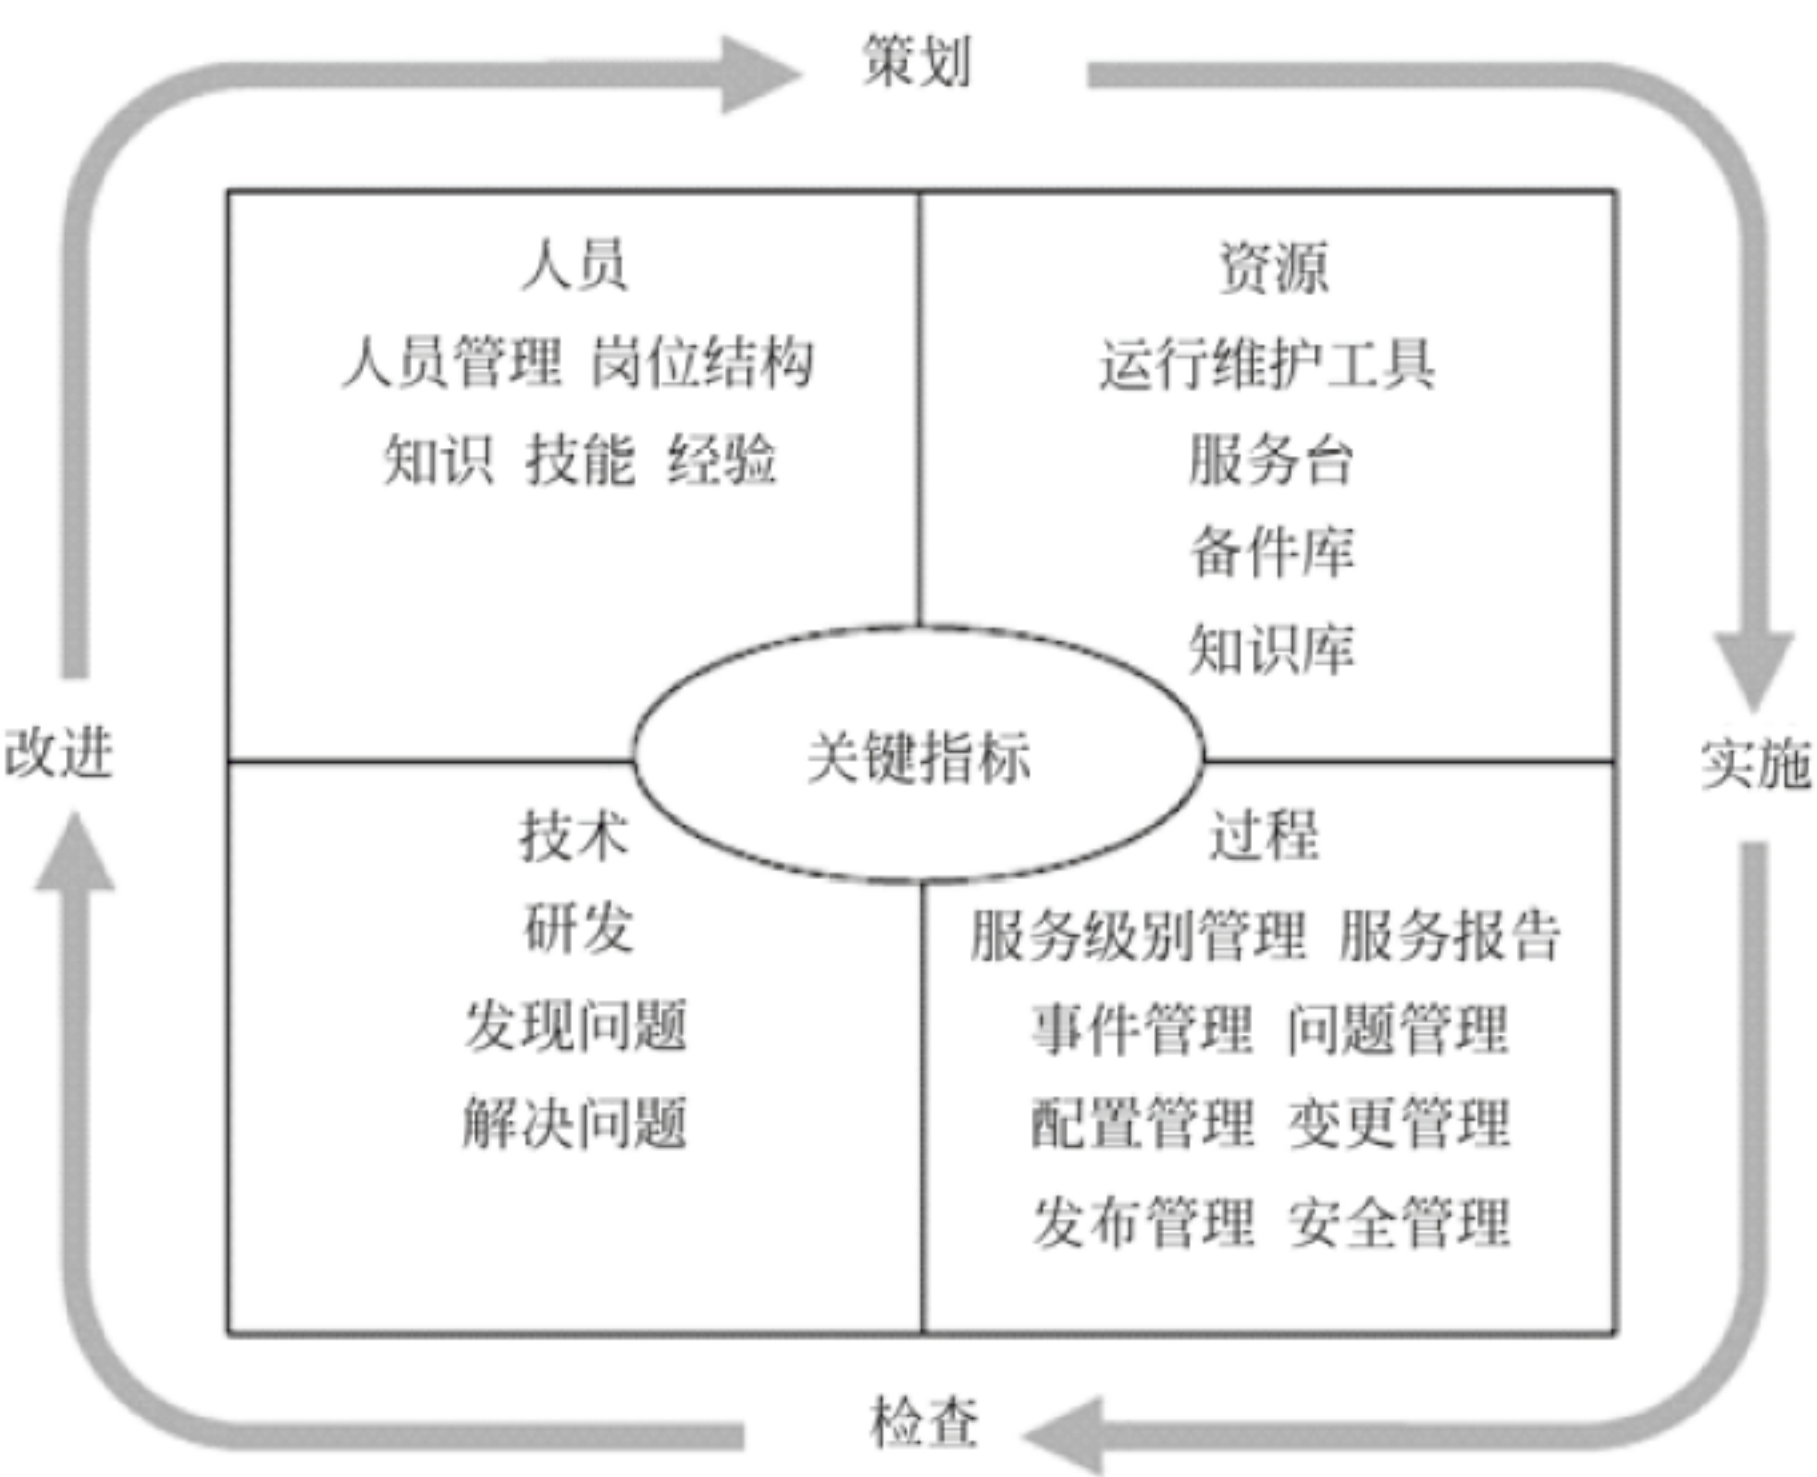 策划
人员
人员管理 岗位结构
知识 技能 经验
资源
运行维护工具
服务台
备件库
知识库
改进
关键指标
实施
技术
研发
发现问题
解决问题
过程
服务级别管理 服务报告
事件管理 问题管理
配置管理 变更管理
发布管理 安全管理
检查